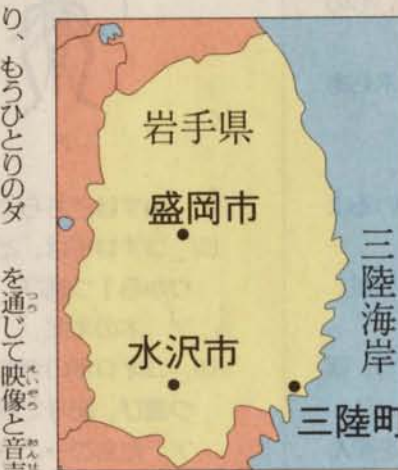 岩手県
盛岡市
水沢市
三陸町
三陸海岸
を通じて映像と音声
り、もうひとりのダ